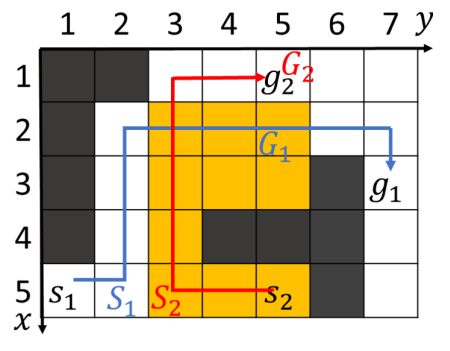 1 2 3 4 5 6 7 y
1 g₂ G₂
2 G₁
3 g₁
4
5 s₁ S₁ S₂ s₂
x